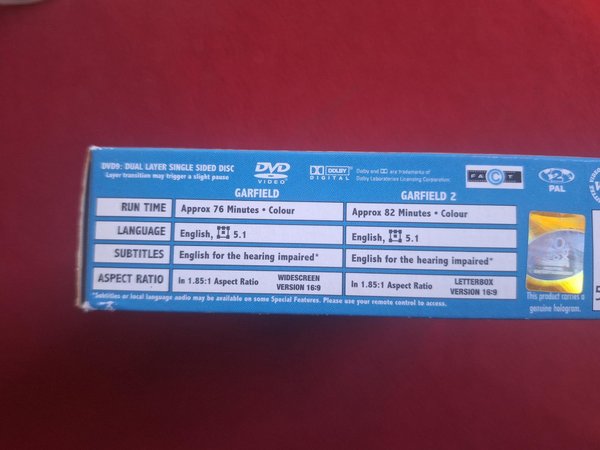 DVD9: DUAL LAYER SINGLE SIDED DISC
Layer transition may trigger a slight pause
DVD
VIDEO
DOLBY
DIGITAL
Dolby and are trademarks of
Dolby Laboratories Licensing Corporation.
FACT
2
PAL
GARFIELD
GARFIELD 2
RUN TIME
Approx 76 Minutes • Colour
Approx 82 Minutes • Colour
LANGUAGE
English, 5.1
English, 5.1
SUBTITLES
English for the hearing impaired*
English for the hearing impaired*
ASPECT RATIO
In 1.85:1 Aspect Ratio
WIDESCREEN
VERSION 16:9
In 1.85:1 Aspect Ratio
LETTERBOX
VERSION 16:9
*Subtitles or local language audio may be available on some Special Features. Please use your remote control to access.
This product carries a
genuine hologram.
5